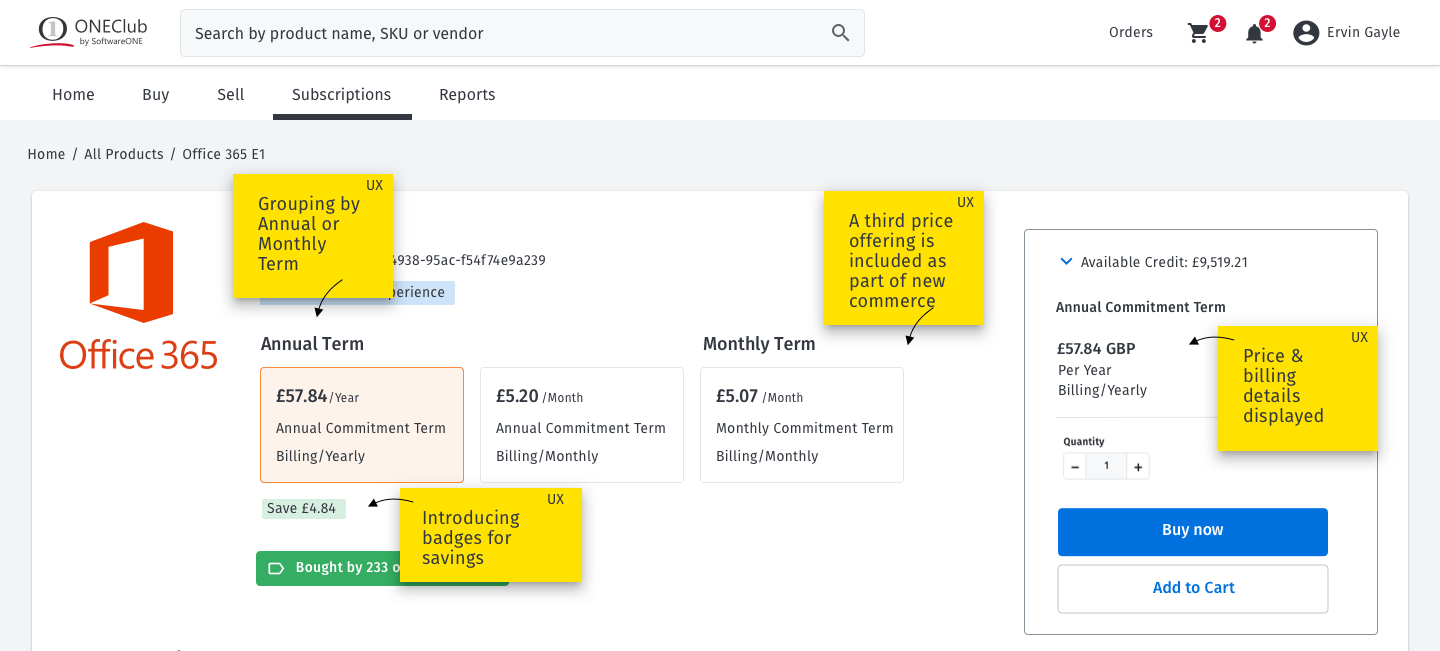 ONEClub
by SoftwareONE
Search by product name, SKU or vendor
Orders
2
2
Ervin Gayle
Home
Buy
Sell
Subscriptions
Reports
Home / All Products / Office 365 E1
UX
Grouping by
Annual or
Monthly
Term
4938-95ac-f54f74e9a239
perience
Office 365
Annual Term
£57.84/Year
Annual Commitment Term
Billing/Yearly
£5.20 /Month
Annual Commitment Term
Billing/Monthly
Monthly Term
£5.07 /Month
Monthly Commitment Term
Billing/Monthly
UX
A third price
offering is
included as
part of new
commerce
Save £4.84
UX
Introducing
badges for
savings
Bought by 233 o
Available Credit: £9,519.21
Annual Commitment Term
£57.84 GBP
Per Year
Billing/Yearly
UX
Price &
billing
details
displayed
Quantity
− 1 +
Buy now
Add to Cart